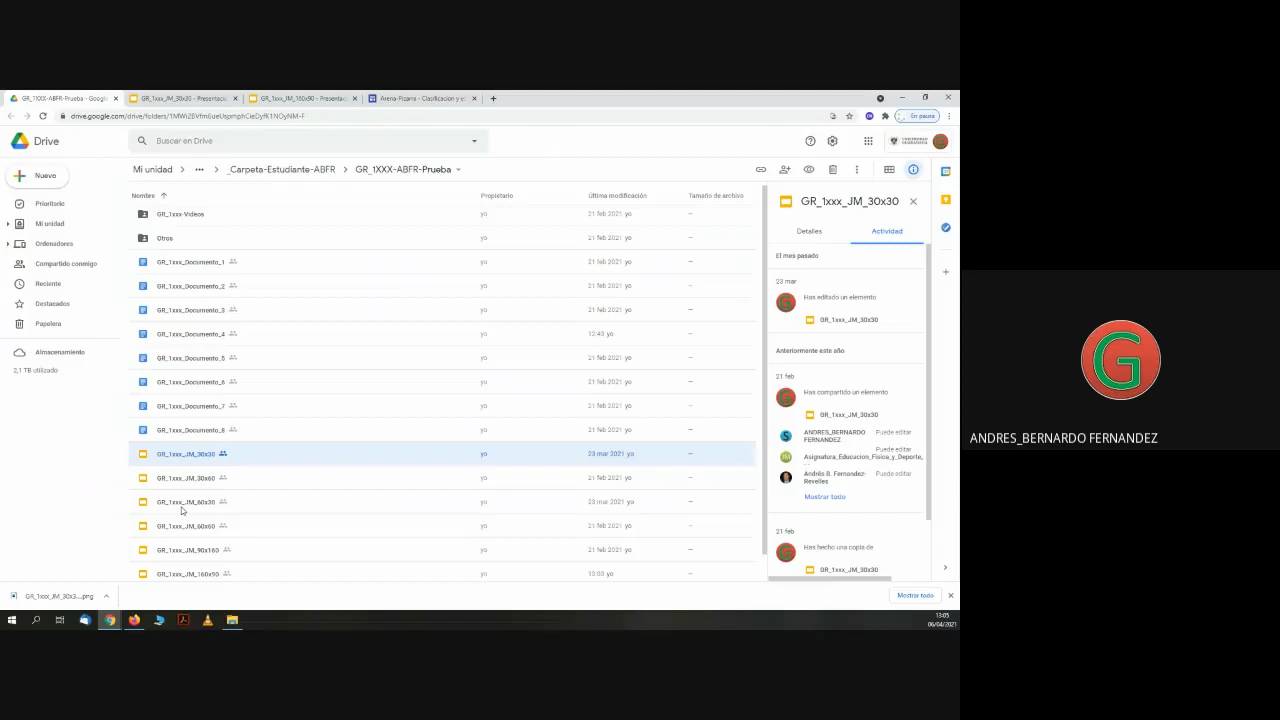 GR_1XXX-ABFR-Prueba - Google
GR_1xxx_JM_30x30 - Presentac
GR_1xxx_JM_160x90 - Presentac
Arena-Pizarra - Clasificacion y e
En pausa
Drive
Buscar en Drive
UNIVERSIDAD DE GRANADA
Nuevo
Mi unidad
_Carpeta-Estudiante-ABFR
GR_1XXX-ABFR-Prueba
Prioritario
Mi unidad
Ordenadores
Compartido conmigo
Reciente
Destacados
Papelera
Almacenamiento
2,1 TB utilizado
Nombre Propietario Última modificación Tamaño de archivo
GR_1xxx-Videos yo 21 feb 2021 yo —
Otros yo 21 feb 2021 yo —
GR_1xxx_Documento_1 yo 21 feb 2021 yo —
GR_1xxx_Documento_2 yo 21 feb 2021 yo —
GR_1xxx_Documento_3 yo 21 feb 2021 yo —
GR_1xxx_Documento_4 yo 12:43 yo —
GR_1xxx_Documento_5 yo 21 feb 2021 yo —
GR_1xxx_Documento_6 yo 21 feb 2021 yo —
GR_1xxx_Documento_7 yo 21 feb 2021 yo —
GR_1xxx_Documento_8 yo 21 feb 2021 yo —
GR_1xxx_JM_30x30 yo 23 mar 2021 yo —
GR_1xxx_JM_30x60 yo 21 feb 2021 yo —
GR_1xxx_JM_60x30 yo 23 mar 2021 yo —
GR_1xxx_JM_60x60 yo 21 feb 2021 yo —
GR_1xxx_JM_90x160 yo 21 feb 2021 yo —
GR_1xxx_JM_160x90 yo 13:03 yo —
GR_1xxx_JM_30x30
Detalles Actividad
El mes pasado
23 mar
Has editado un elemento
GR_1xxx_JM_30x30
Anteriormente este año
21 feb
Has compartido un elemento
GR_1xxx_JM_30x30
ANDRES_BERNARDO FERNANDEZ Puede editar
Asignatura_Educacion_Fisica_y_Deporte_ Puede editar
Andrés B. Fernandez-Revelles Puede editar
Mostrar todo
21 feb
Has hecho una copia de
GR_1xxx_JM_30x30
GR_1xxx_JM_30x3....png
Mostrar todo
13:05
06/04/2021
G
ANDRES_BERNARDO FERNANDEZ